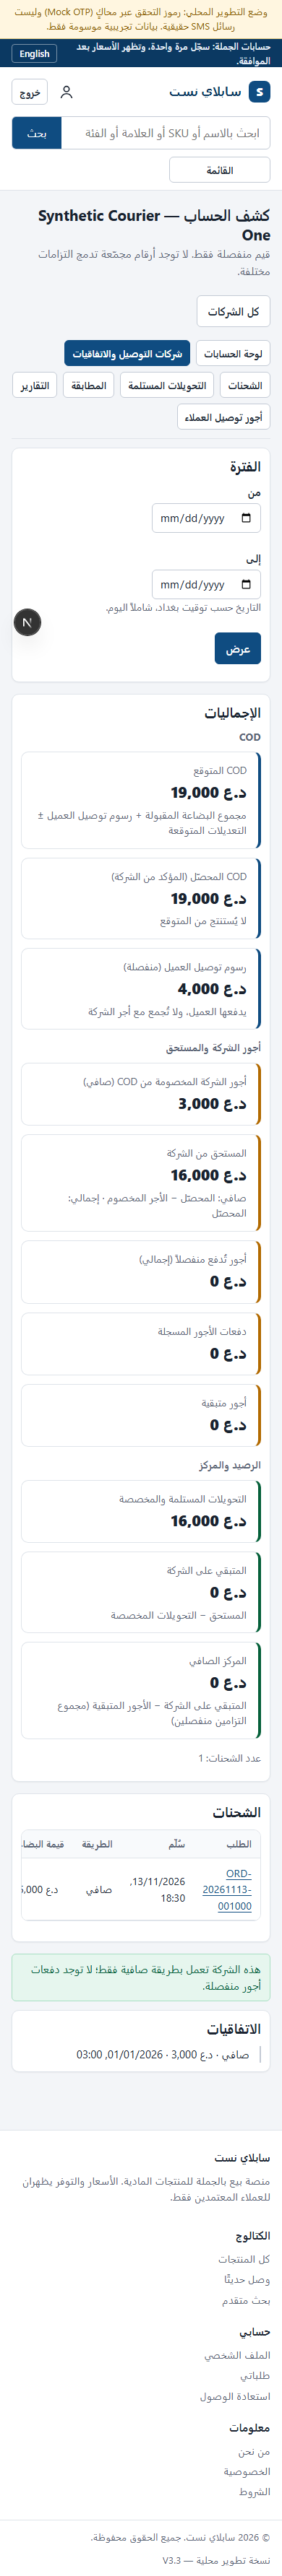 وضع التطوير المحلي: رموز التحقق عبر محاكٍ (Mock OTP) وليست
رسائل SMS حقيقية. بيانات تجريبية موسومة فقط.
حسابات الجملة: سجّل مرة واحدة، وتظهر الأسعار بعد
الموافقة.
English
S
سابلاي نست
خروج
ابحث بالاسم أو SKU أو العلامة أو الفئة
بحث
القائمة
كشف الحساب — Synthetic Courier
One
قيم منفصلة فقط. لا توجد أرقام مجمّعة تدمج التزامات
مختلفة.
كل الشركات
لوحة الحسابات
شركات التوصيل والاتفاقيات
الشحنات
التحويلات المستلمة
المطابقة
التقارير
أجور توصيل العملاء
الفترة
من
mm/dd/yyyy
إلى
mm/dd/yyyy
التاريخ حسب توقيت بغداد، شاملاً اليوم.
عرض
N
الإجماليات
COD
COD المتوقع
د.ع 19,000
مجموع البضاعة المقبولة + رسوم توصيل العميل ±
التعديلات المتوقعة
COD المحصّل (المؤكد من الشركة)
د.ع 19,000
لا يُستنتج من المتوقع
رسوم توصيل العميل (منفصلة)
د.ع 4,000
يدفعها العميل، ولا تُجمع مع أجر الشركة
أجور الشركة والمستحق
أجور الشركة المخصومة من COD (صافي)
د.ع 3,000
المستحق من الشركة
د.ع 16,000
صافي: المحصّل − الأجر المخصوم · إجمالي:
المحصّل
أجور تُدفع منفصلاً (إجمالي)
د.ع 0
دفعات الأجور المسجلة
د.ع 0
أجور متبقية
د.ع 0
الرصيد والمركز
التحويلات المستلمة والمخصصة
د.ع 16,000
المتبقي على الشركة
د.ع 0
المستحق − التحويلات المخصصة
المركز الصافي
د.ع 0
المتبقي على الشركة − الأجور المتبقية (مجموع
التزامين منفصلين)
عدد الشحنات: 1
الشحنات
الطلب
سُلّم
الطريقة
قيمة
ORD-
20261113-
001000
13/11/2026,
18:30
صافي
د.ع
هذه الشركة تعمل بطريقة صافية فقط؛ لا توجد دفعات
أجور منفصلة.
الاتفاقيات
صافي · د.ع 3,000 · 01/01/2026, 03:00
سابلاي نست
منصة بيع بالجملة للمنتجات المادية. الأسعار والتوفر يظهران
للعملاء المعتمدين فقط.
الكتالوج
كل المنتجات
وصل حديثًا
بحث متقدم
حسابي
الملف الشخصي
طلباتي
استعادة الوصول
معلومات
من نحن
الخصوصية
الشروط
© 2026 سابلاي نست. جميع الحقوق محفوظة.
نسخة تطوير محلية — V3.3